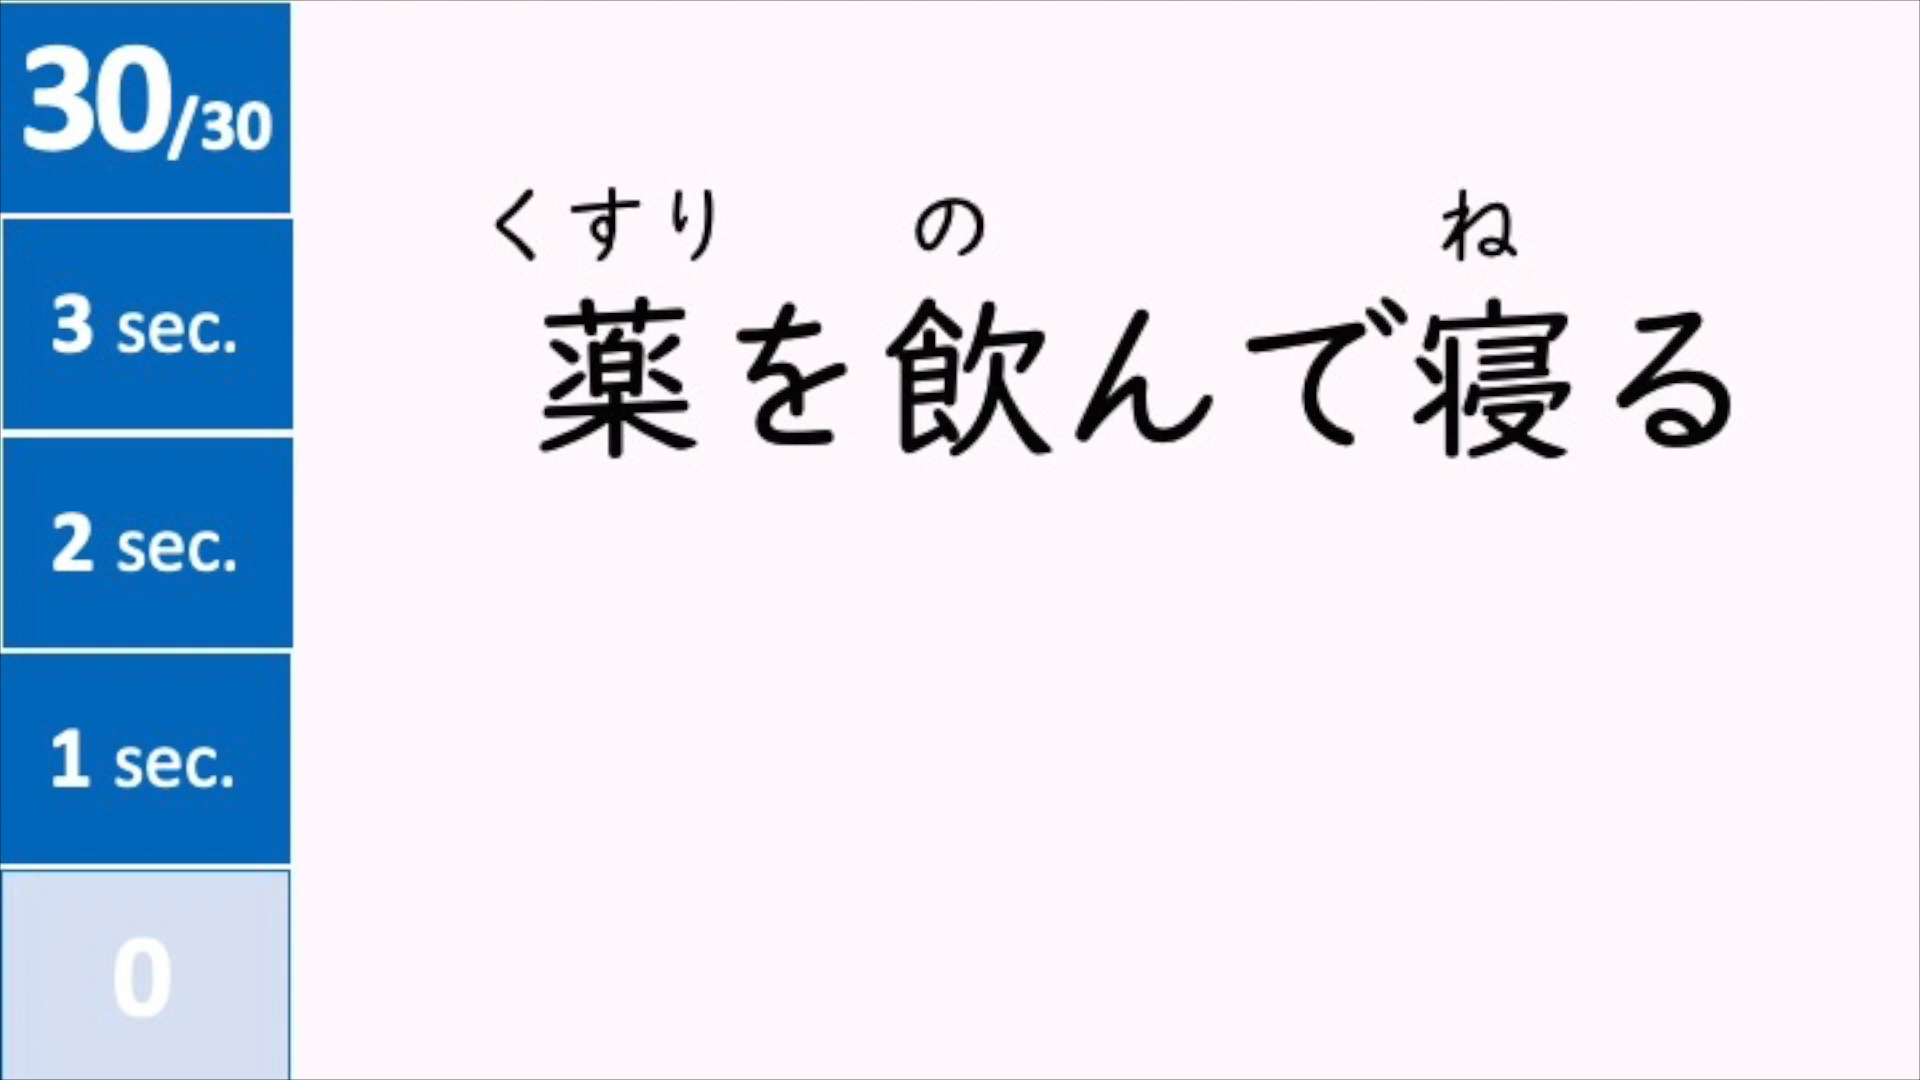 30/30
3 sec.
2 sec.
1 sec.
0
くすり の ね
薬を飲んで寝る